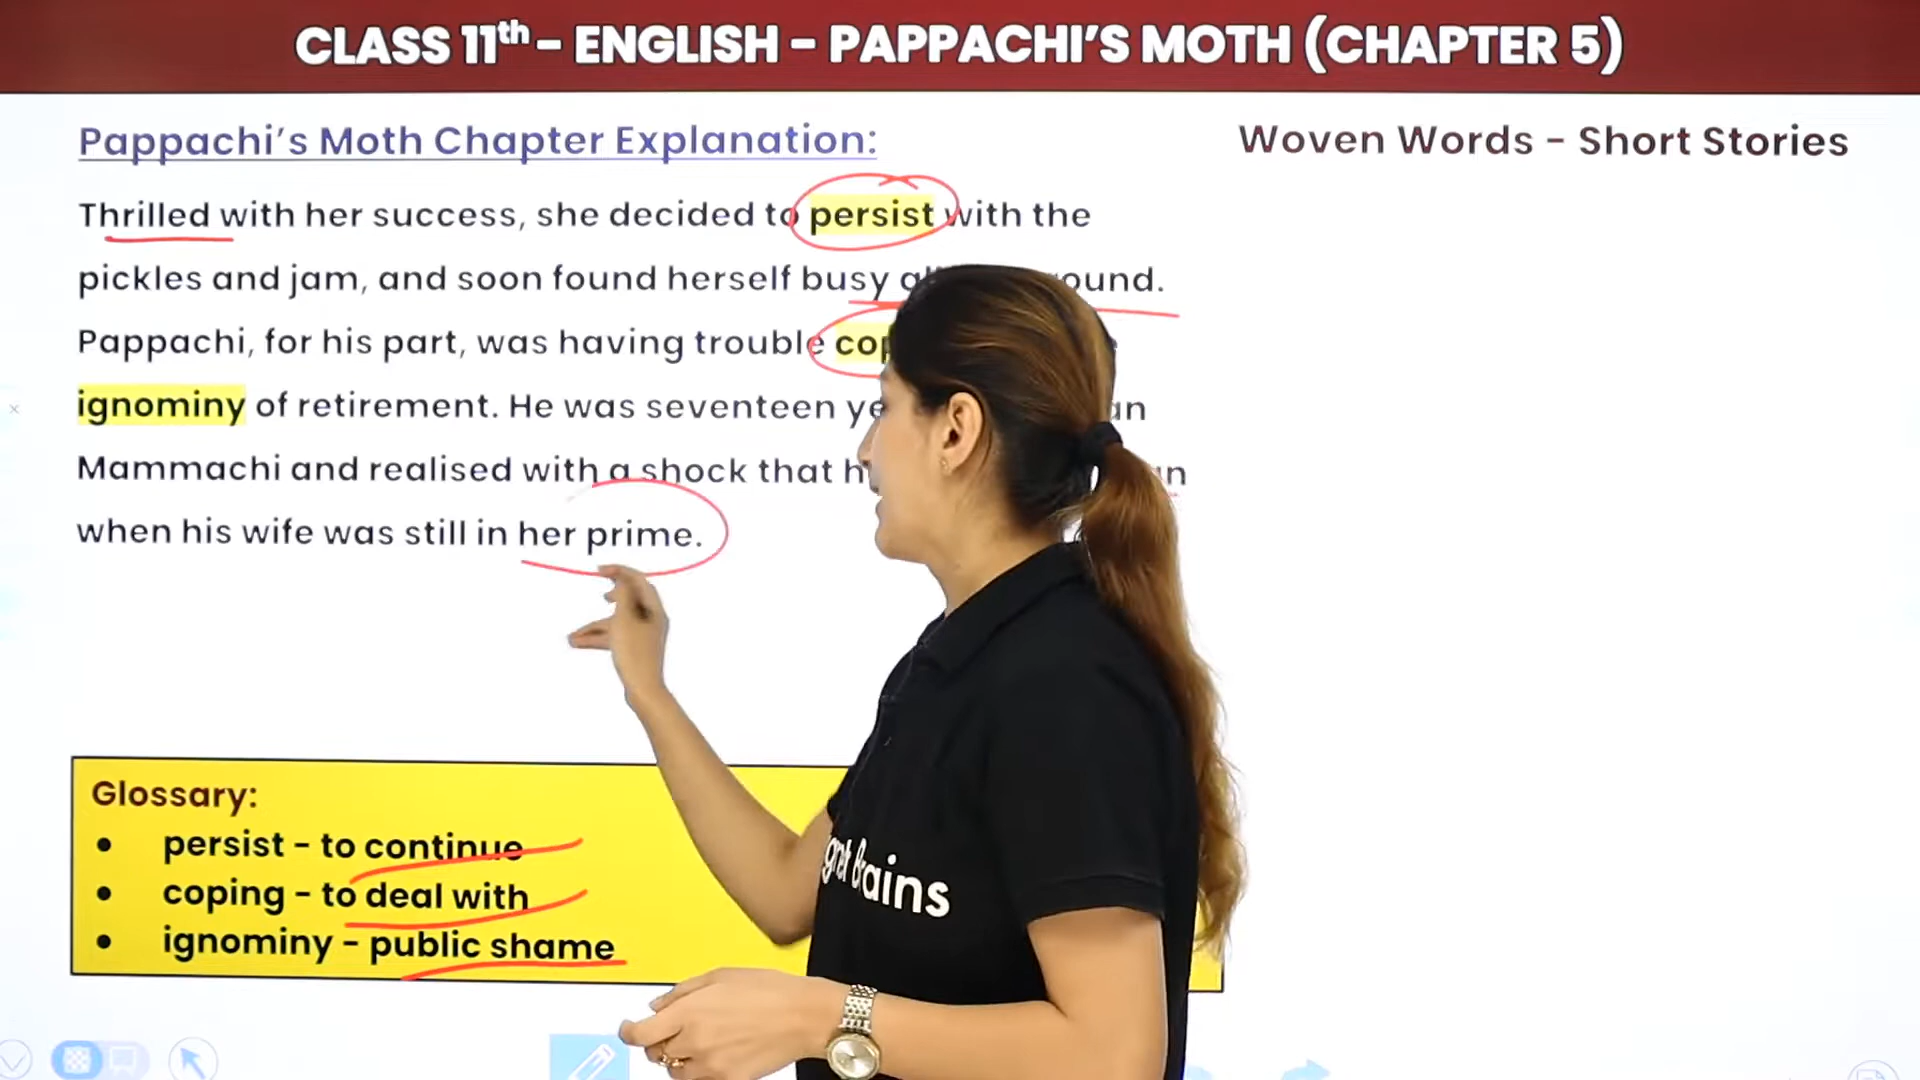 CLASS 11th – ENGLISH – PAPPACHI'S MOTH (CHAPTER 5)
Pappachi's Moth Chapter Explanation:
Woven Words – Short Stories
Thrilled with her success, she decided to persist with the
pickles and jam, and soon found herself busy
Pappachi, for his part, was having trouble
ignominy of retirement. He was seventeen
Mammachi and realised with a shock that
when his wife was still in her prime.
Glossary:
• persist – to continue
• coping – to deal with
• ignominy – public shame
Brains